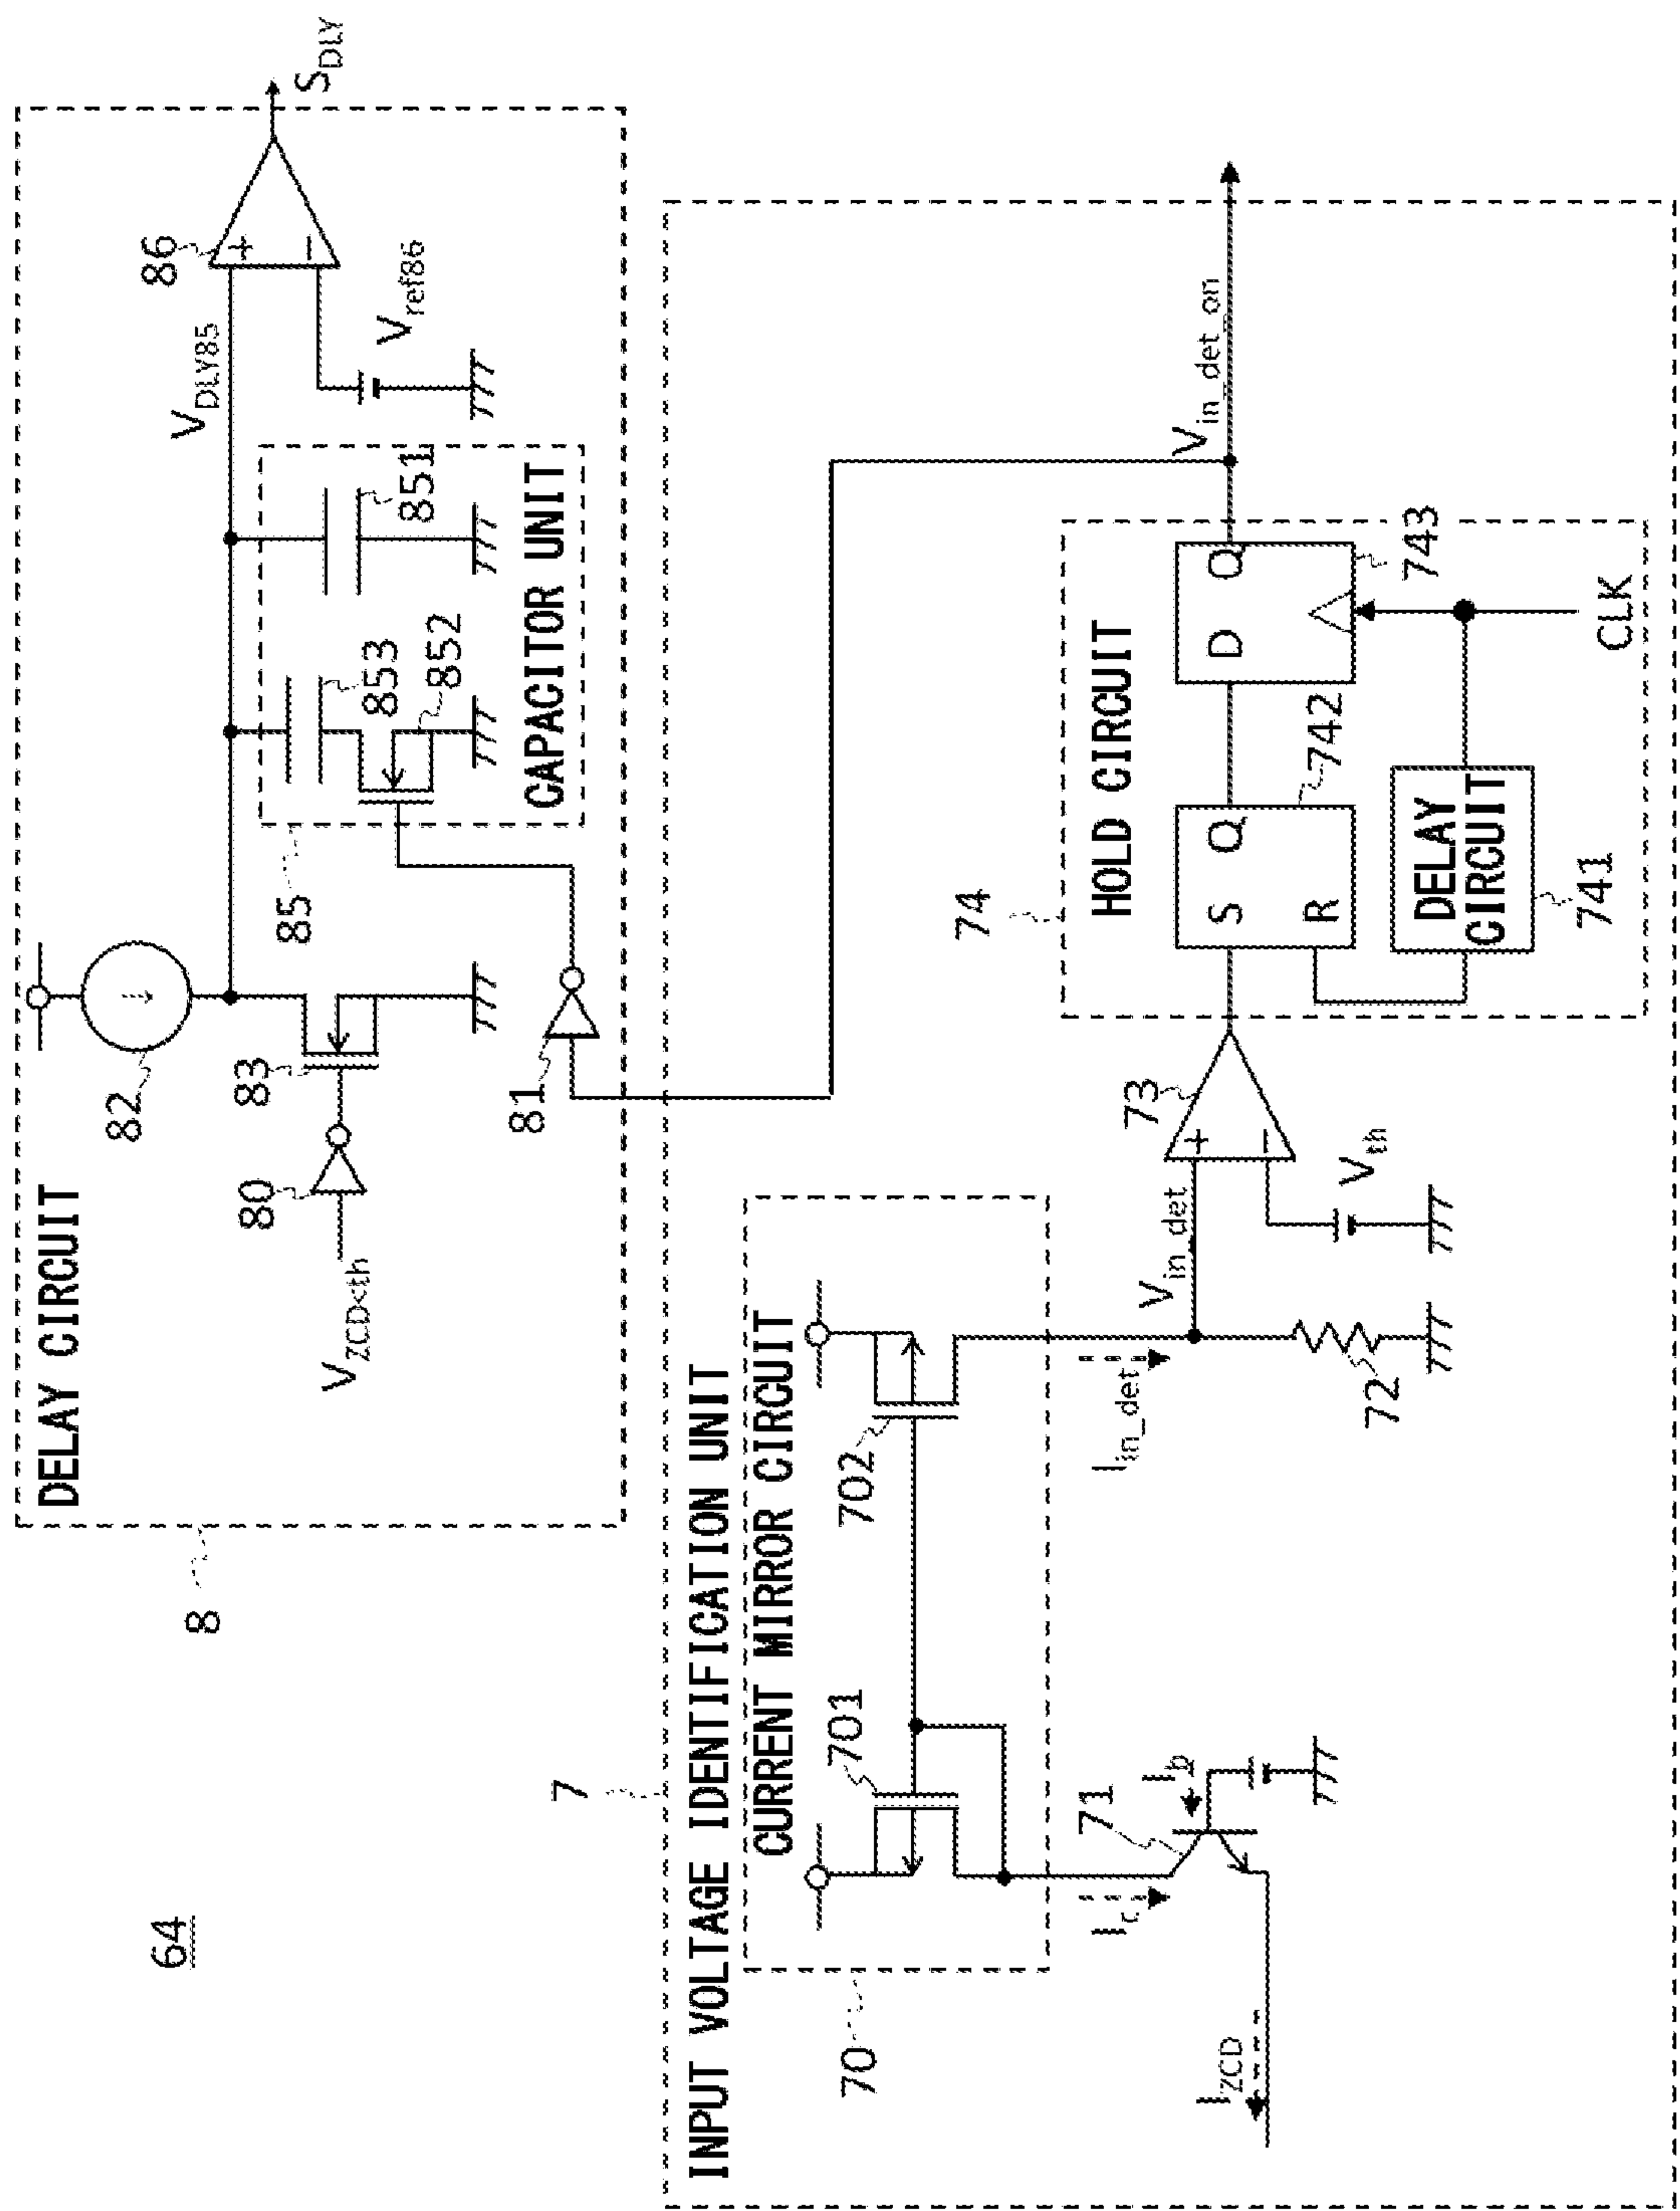 64
8
DELAY CIRCUIT
82
83
80
V_ZCD<th
81
85
853
852
851
CAPACITOR UNIT
V_DLY85
86
V_ref86
S_DLY
7
INPUT VOLTAGE IDENTIFICATION UNIT
70
CURRENT MIRROR CIRCUIT
701
702
I_c
71
I_b
I_ZCD
I_in_det
72
V_in_det
73
+
−
V_th
74
HOLD CIRCUIT
S Q
R
742
D Q
743
DELAY
CIRCUIT
741
CLK
V_in_det_on
+
−